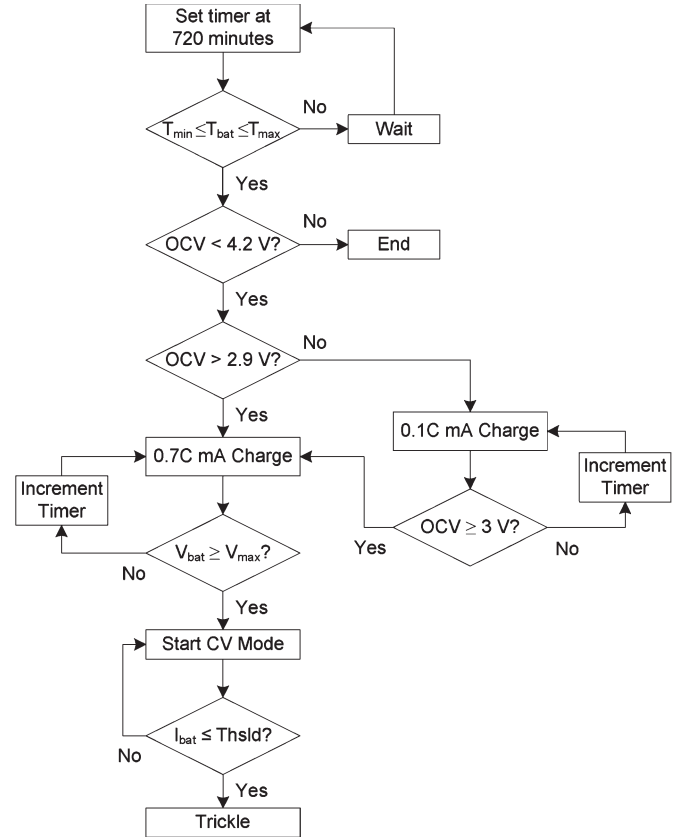 Set timer at
720 minutes
No
T_min ≤T_bat ≤T_max
Wait
Yes
No
OCV < 4.2 V?
End
Yes
No
OCV > 2.9 V?
Yes
0.1C mA Charge
0.7C mA Charge
Increment
Timer
Increment
Timer
OCV ≥ 3 V?
Yes
No
V_bat ≥ V_max?
No
Yes
Start CV Mode
I_bat ≤ Thsld?
No
Yes
Trickle